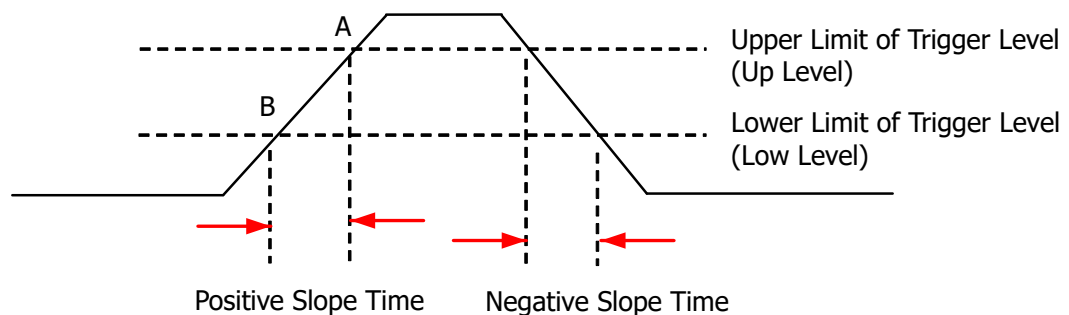 A
Upper Limit of Trigger Level
(Up Level)
B
Lower Limit of Trigger Level
(Low Level)
Positive Slope Time
Negative Slope Time